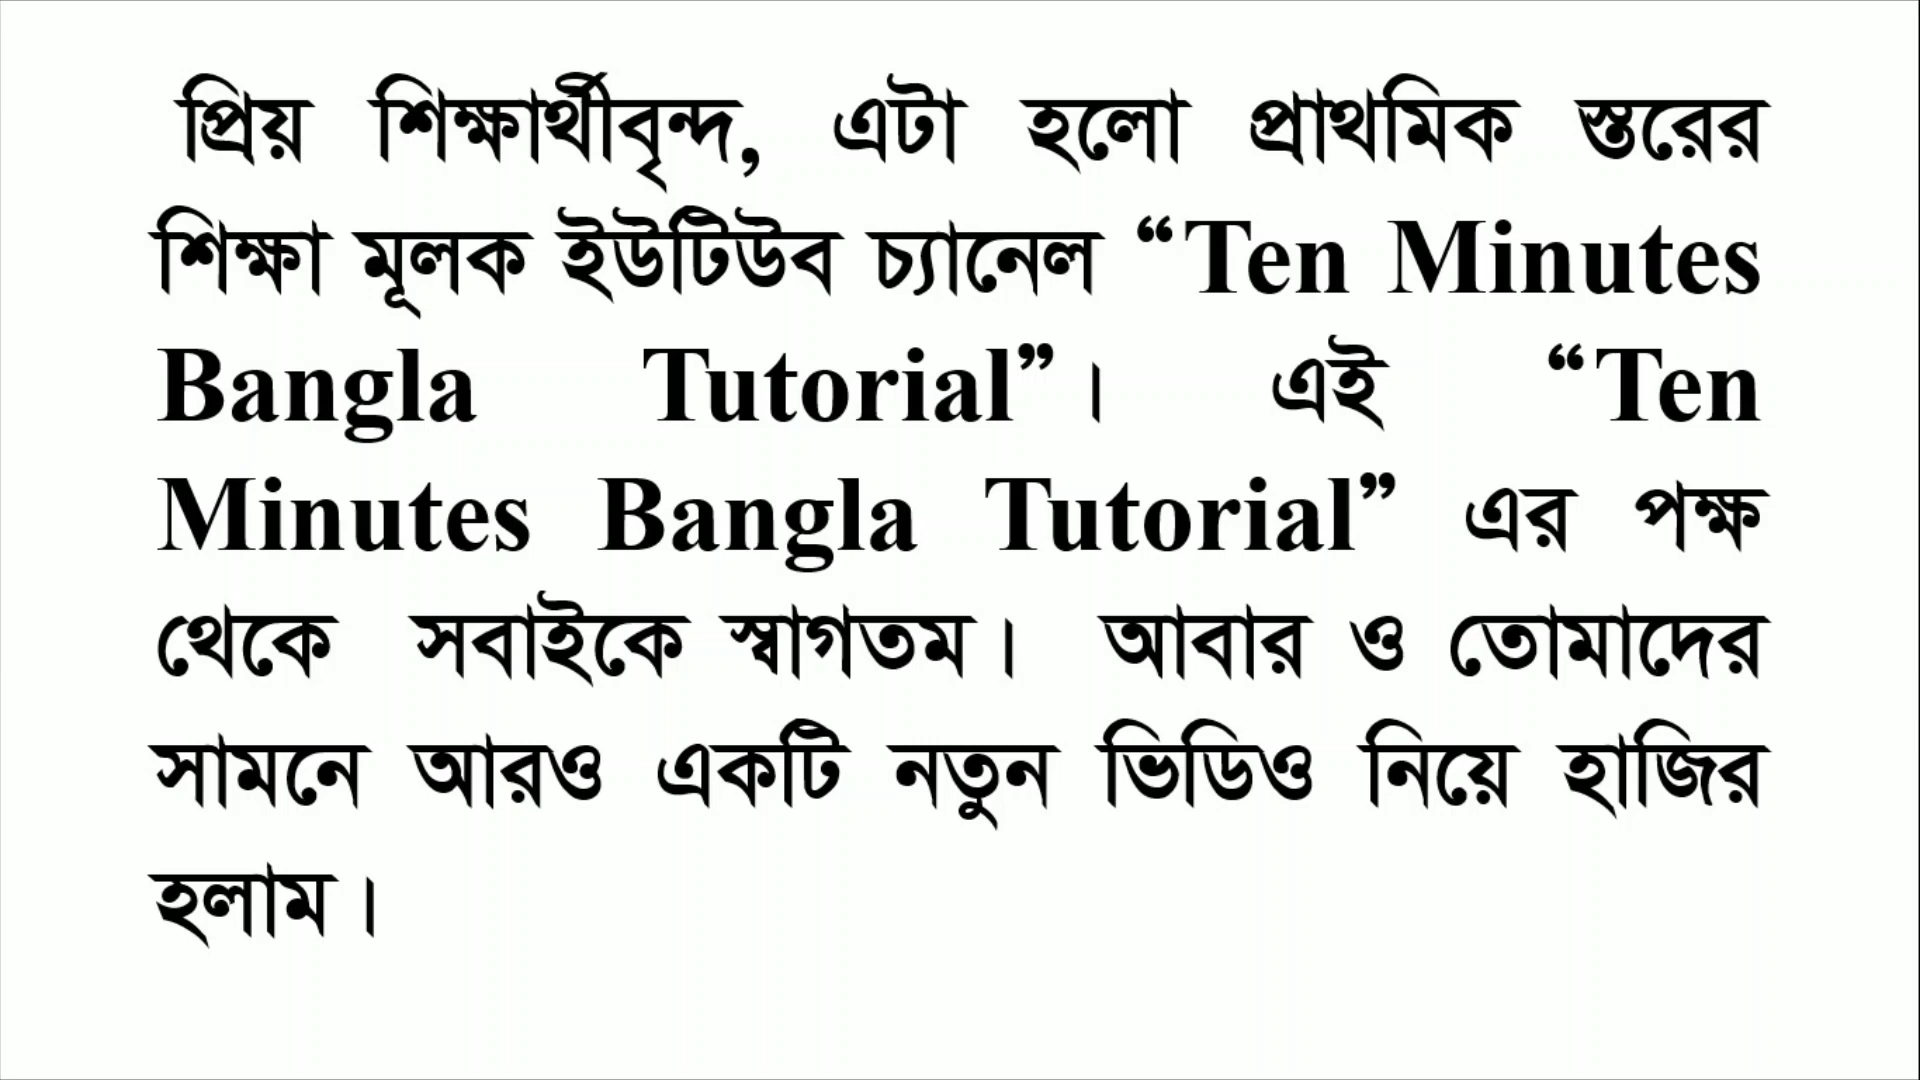 প্রিয় শিক্ষার্থীবৃন্দ, এটা হলো প্রাথমিক স্তরের
শিক্ষা মূলক ইউটিউব চ্যানেল “Ten Minutes
Bangla Tutorial”। এই “Ten
Minutes Bangla Tutorial” এর পক্ষ
থেকে সবাইকে স্বাগতম। আবার ও তোমাদের
সামনে আরও একটি নতুন ভিডিও নিয়ে হাজির
হলাম।